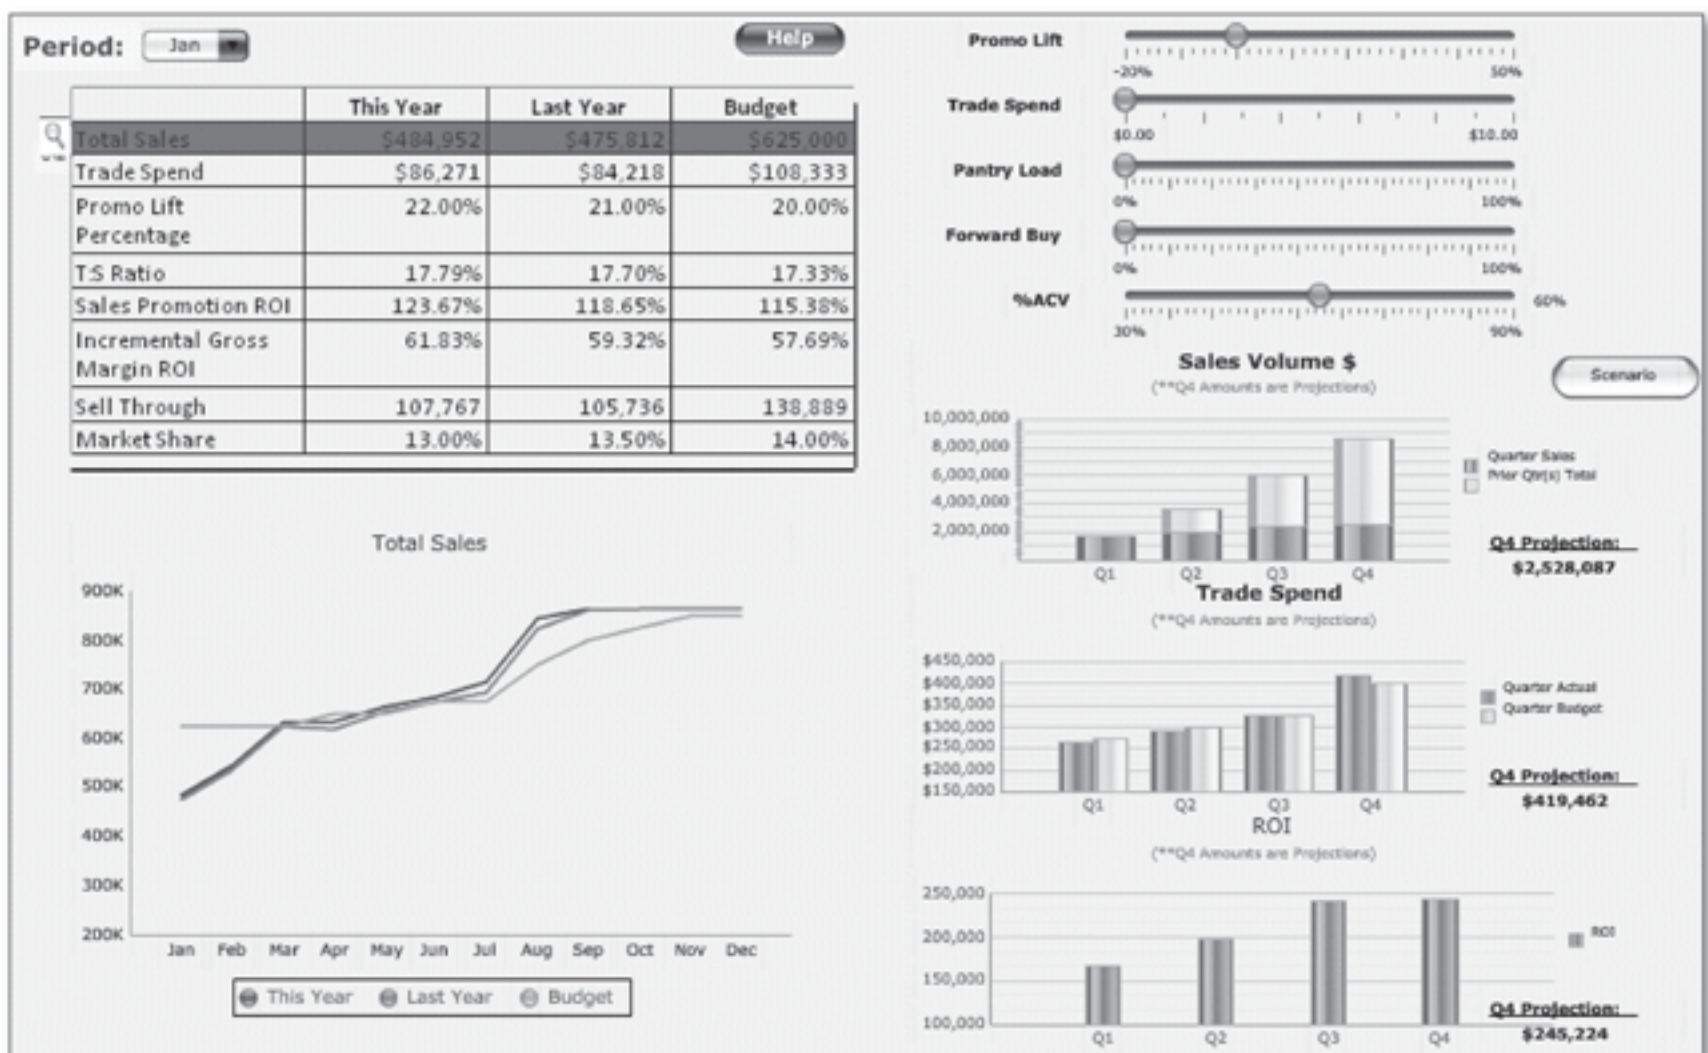 Period: Jan
Help
This Year Last Year Budget
Total Sales $484,952 $475,812 $625,000
Trade Spend $86,271 $84,218 $108,333
Promo Lift
Percentage 22.00% 21.00% 20.00%
T:S Ratio 17.79% 17.70% 17.33%
Sales Promotion ROI 123.67% 118.65% 115.38%
Incremental Gross
Margin ROI 61.83% 59.32% 57.69%
Sell Through 107,767 105,736 138,889
Market Share 13.00% 13.50% 14.00%
Total Sales
900K
800K
700K
600K
500K
400K
300K
200K
Jan Feb Mar Apr May Jun Jul Aug Sep Oct Nov Dec
This Year Last Year Budget
Promo Lift
-20% 50%
Trade Spend
$0.00 $10.00
Pantry Load
0% 100%
Forward Buy
0% 100%
%ACV 60%
30% 90%
Scenario
Sales Volume $
(**Q4 Amounts are Projections)
10,000,000
8,000,000
6,000,000
4,000,000
2,000,000
Q1 Q2 Q3 Q4
Quarter Sales
Prior Qtr(s) Total
Q4 Projection:
$2,528,087
Trade Spend
(**Q4 Amounts are Projections)
$450,000
$400,000
$350,000
$300,000
$250,000
$200,000
$150,000
Q1 Q2 Q3 Q4
Quarter Actual
Quarter Budget
Q4 Projection:
$419,462
ROI
(**Q4 Amounts are Projections)
250,000
200,000
150,000
100,000
Q1 Q2 Q3 Q4
ROI
Q4 Projection:
$245,224